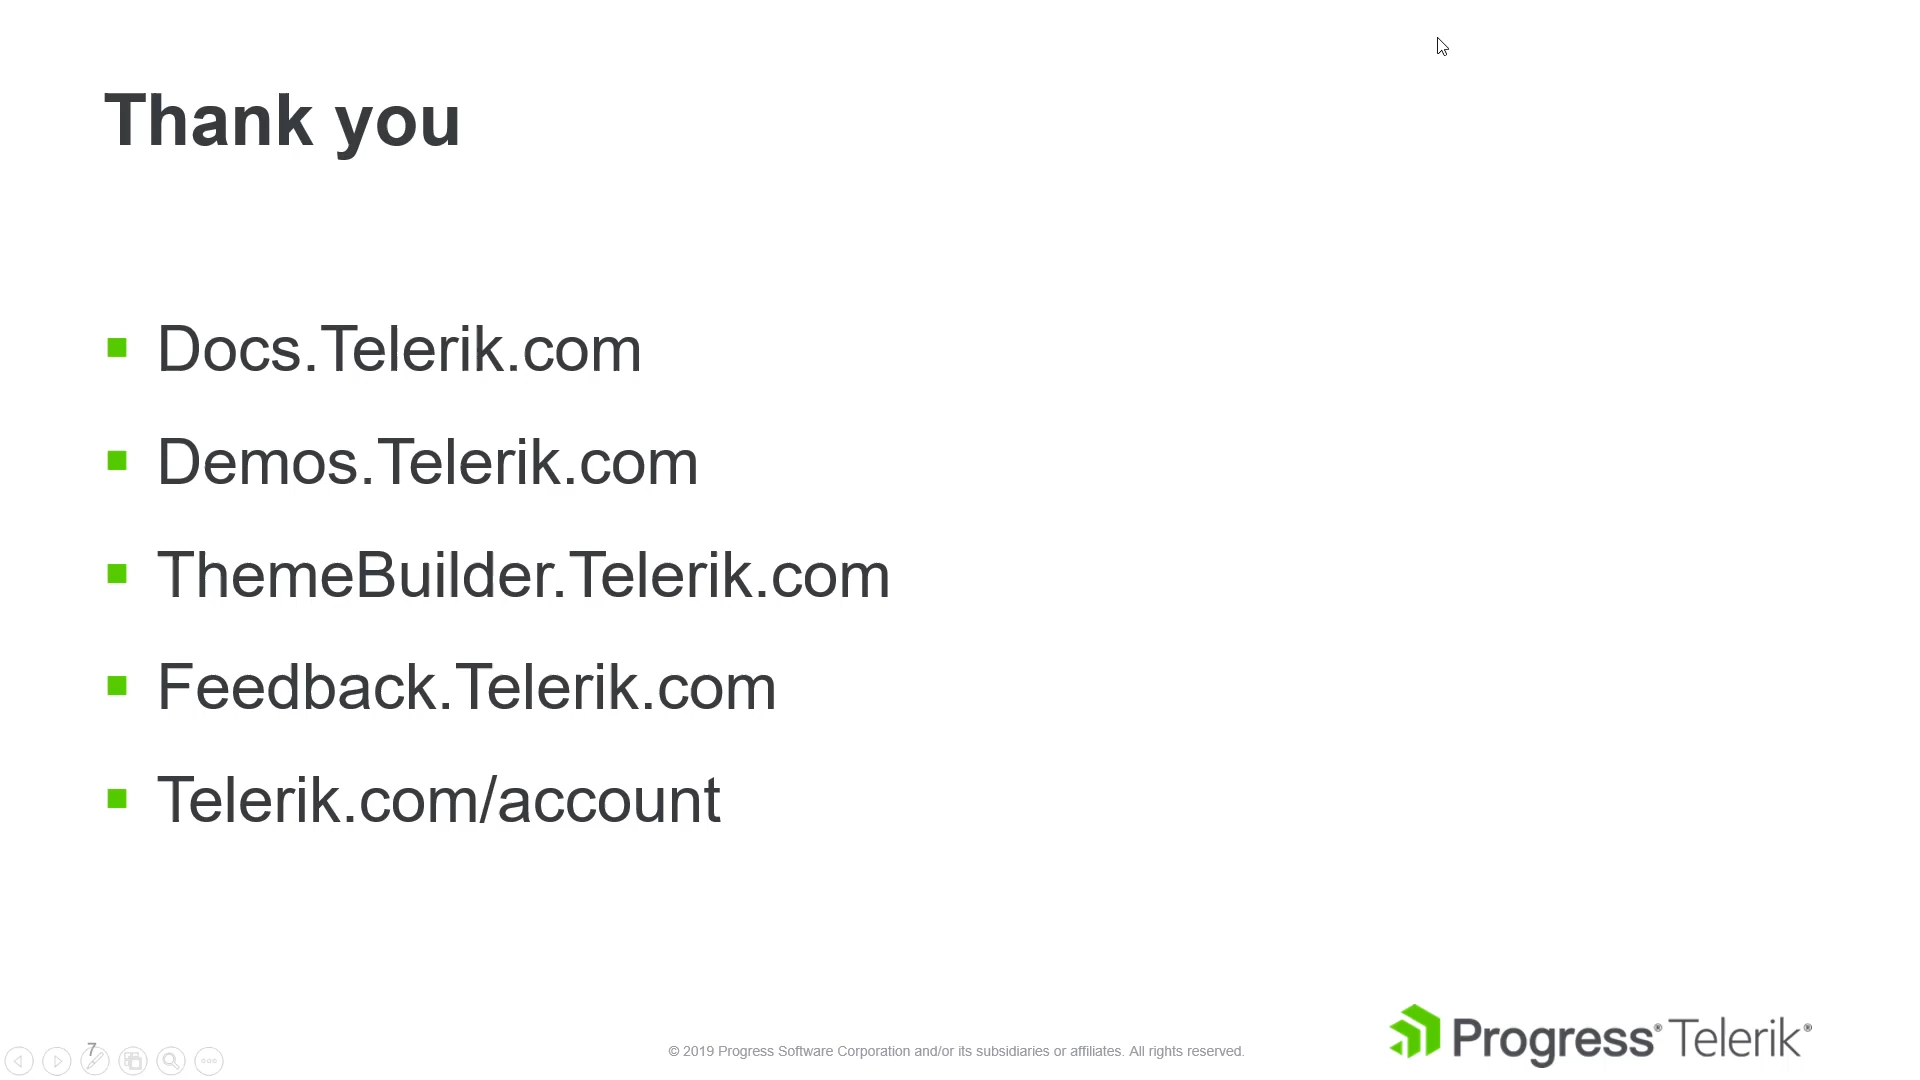 Thank you
Docs.Telerik.com
Demos.Telerik.com
ThemeBuilder.Telerik.com
Feedback.Telerik.com
Telerik.com/account
7
© 2019 Progress Software Corporation and/or its subsidiaries or affiliates. All rights reserved.
Progress® Telerik®